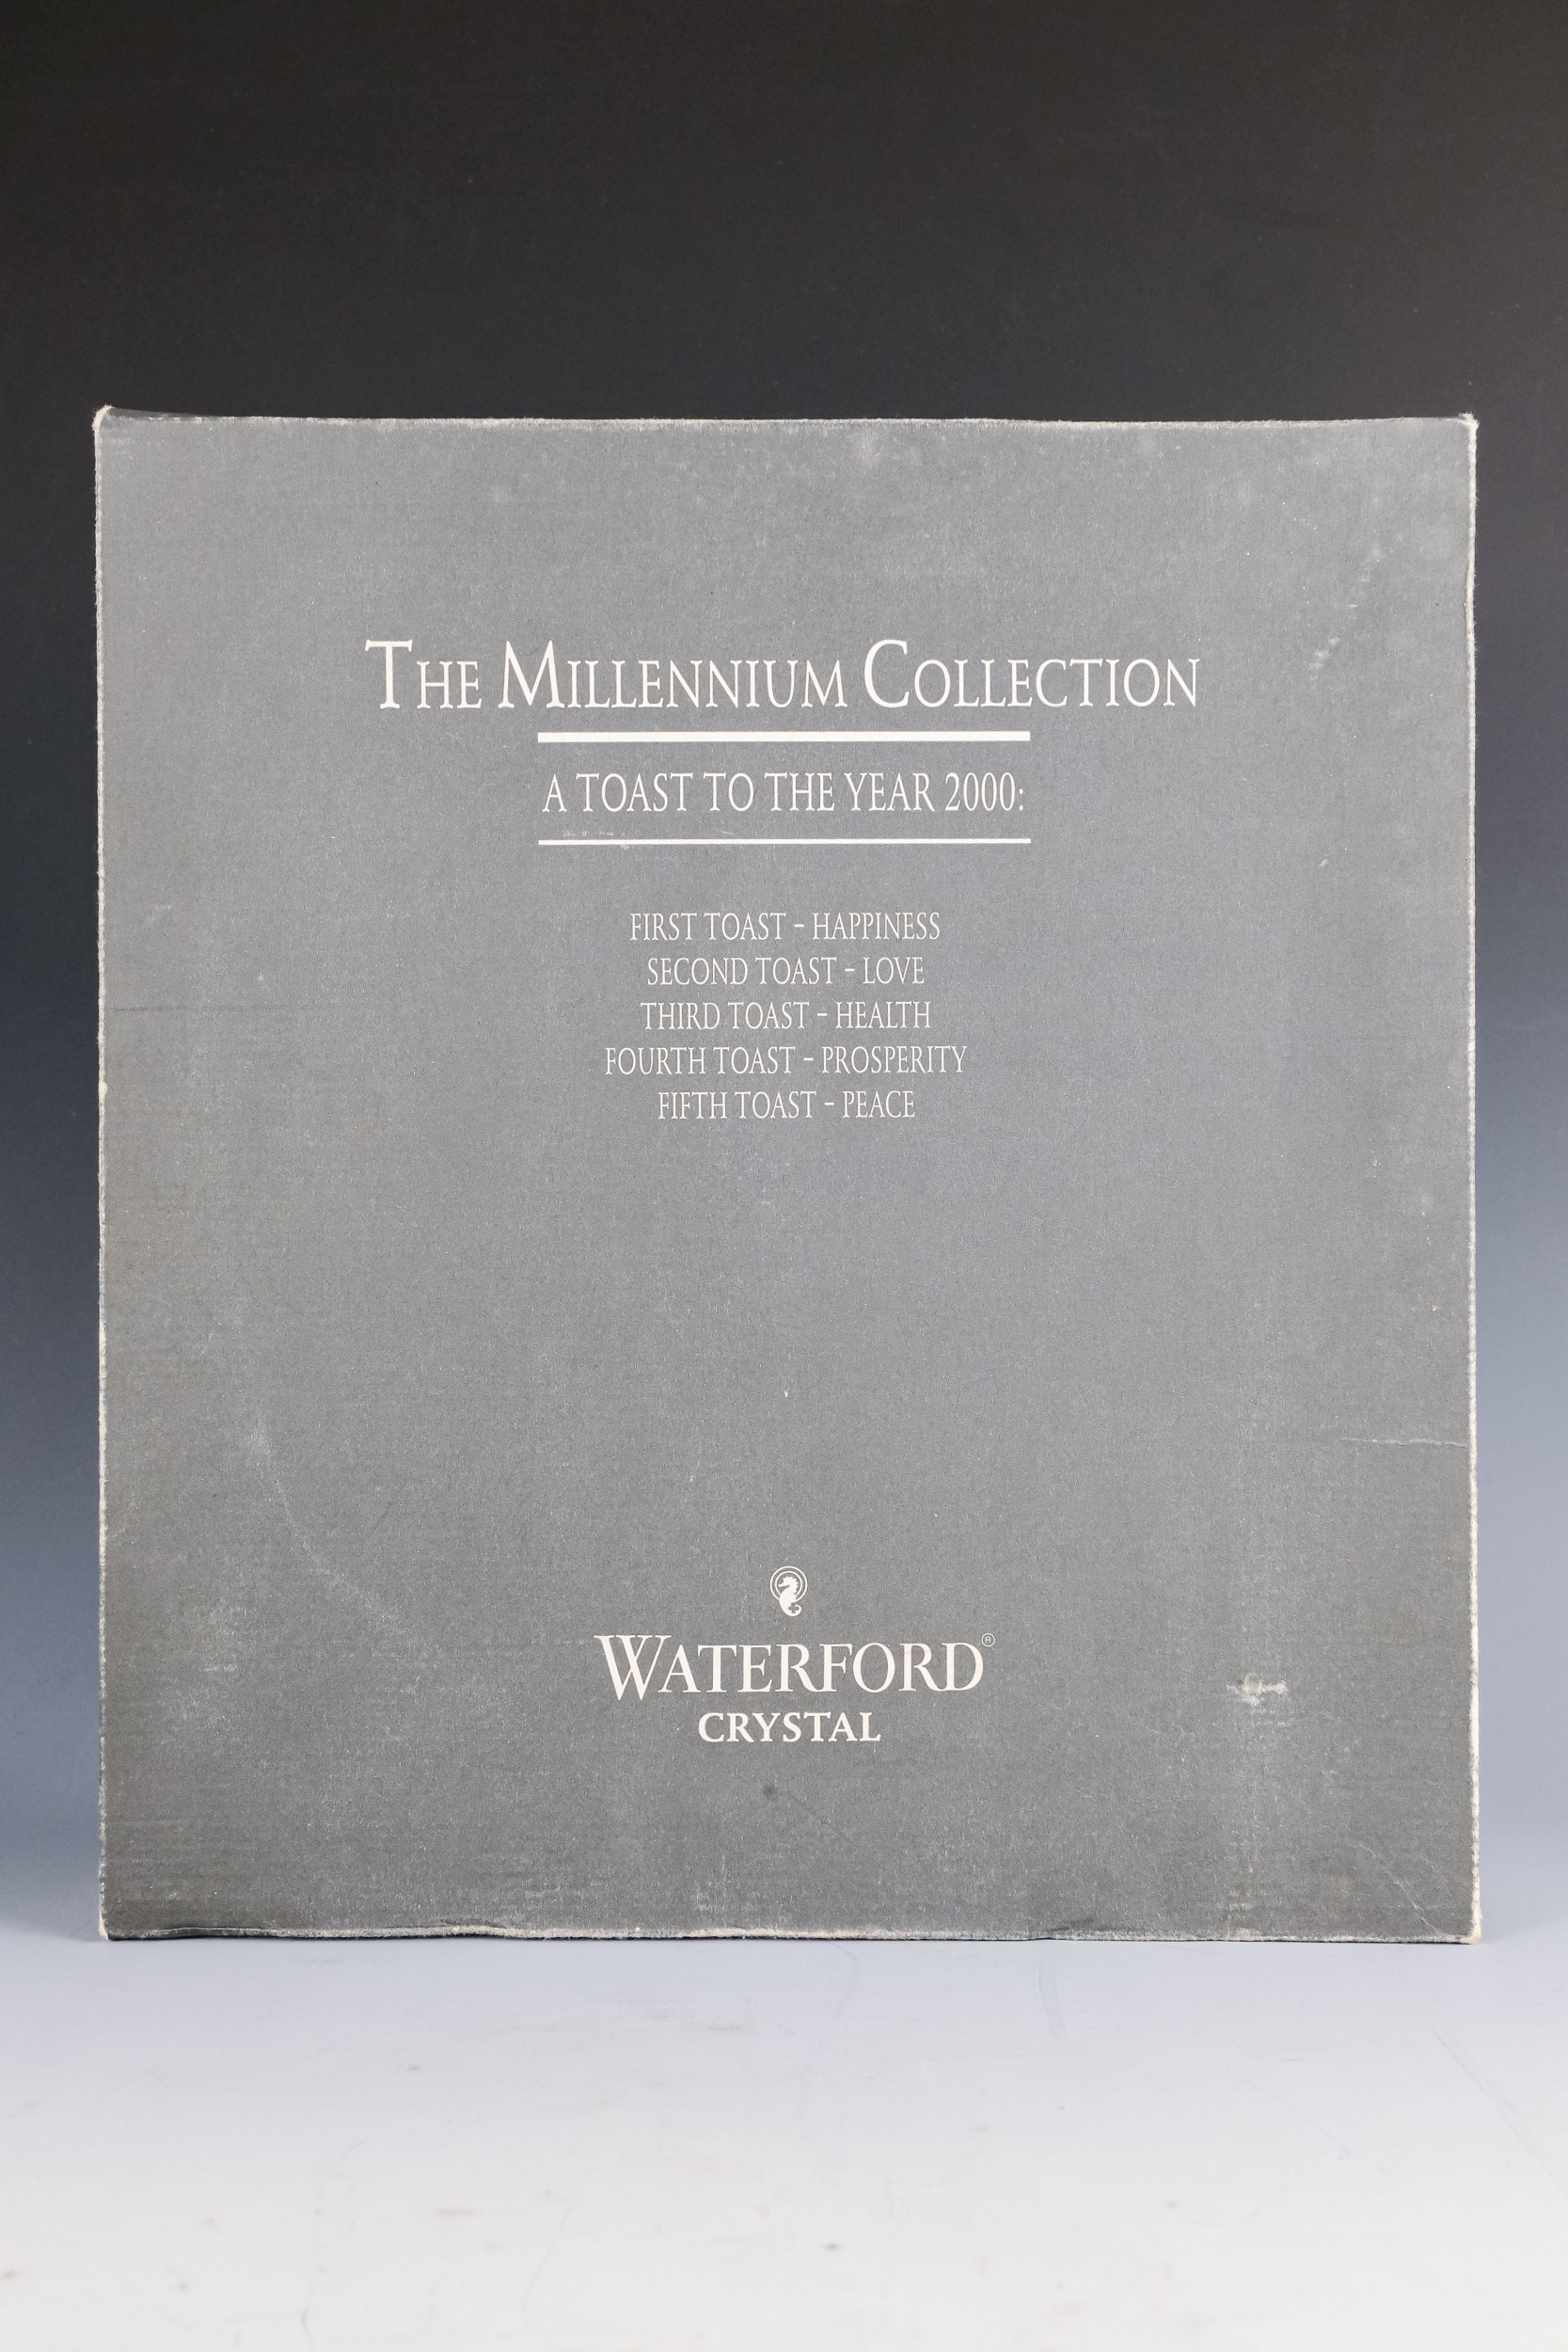 THE MILLENNIUM COLLECTION
A TOAST TO THE YEAR 2000:
FIRST TOAST - HAPPINESS
SECOND TOAST - LOVE
THIRD TOAST - HEALTH
FOURTH TOAST - PROSPERITY
FIFTH TOAST - PEACE
WATERFORD®
CRYSTAL